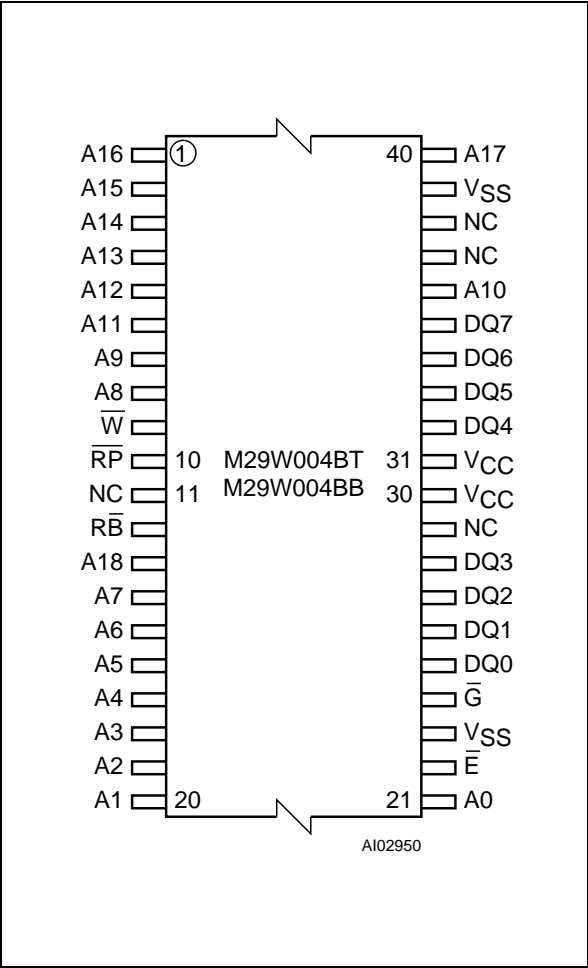 A16 1 40 A17
A15 VSS
A14 NC
A13 NC
A12 A10
A11 DQ7
A9 DQ6
A8 DQ5
W̅ DQ4
R̅P̅ 10 M29W004BT 31 VCC
NC 11 M29W004BB 30 VCC
RB̅ NC
A18 DQ3
A7 DQ2
A6 DQ1
A5 DQ0
A4 G̅
A3 VSS
A2 E̅
A1 20 21 A0
AI02950